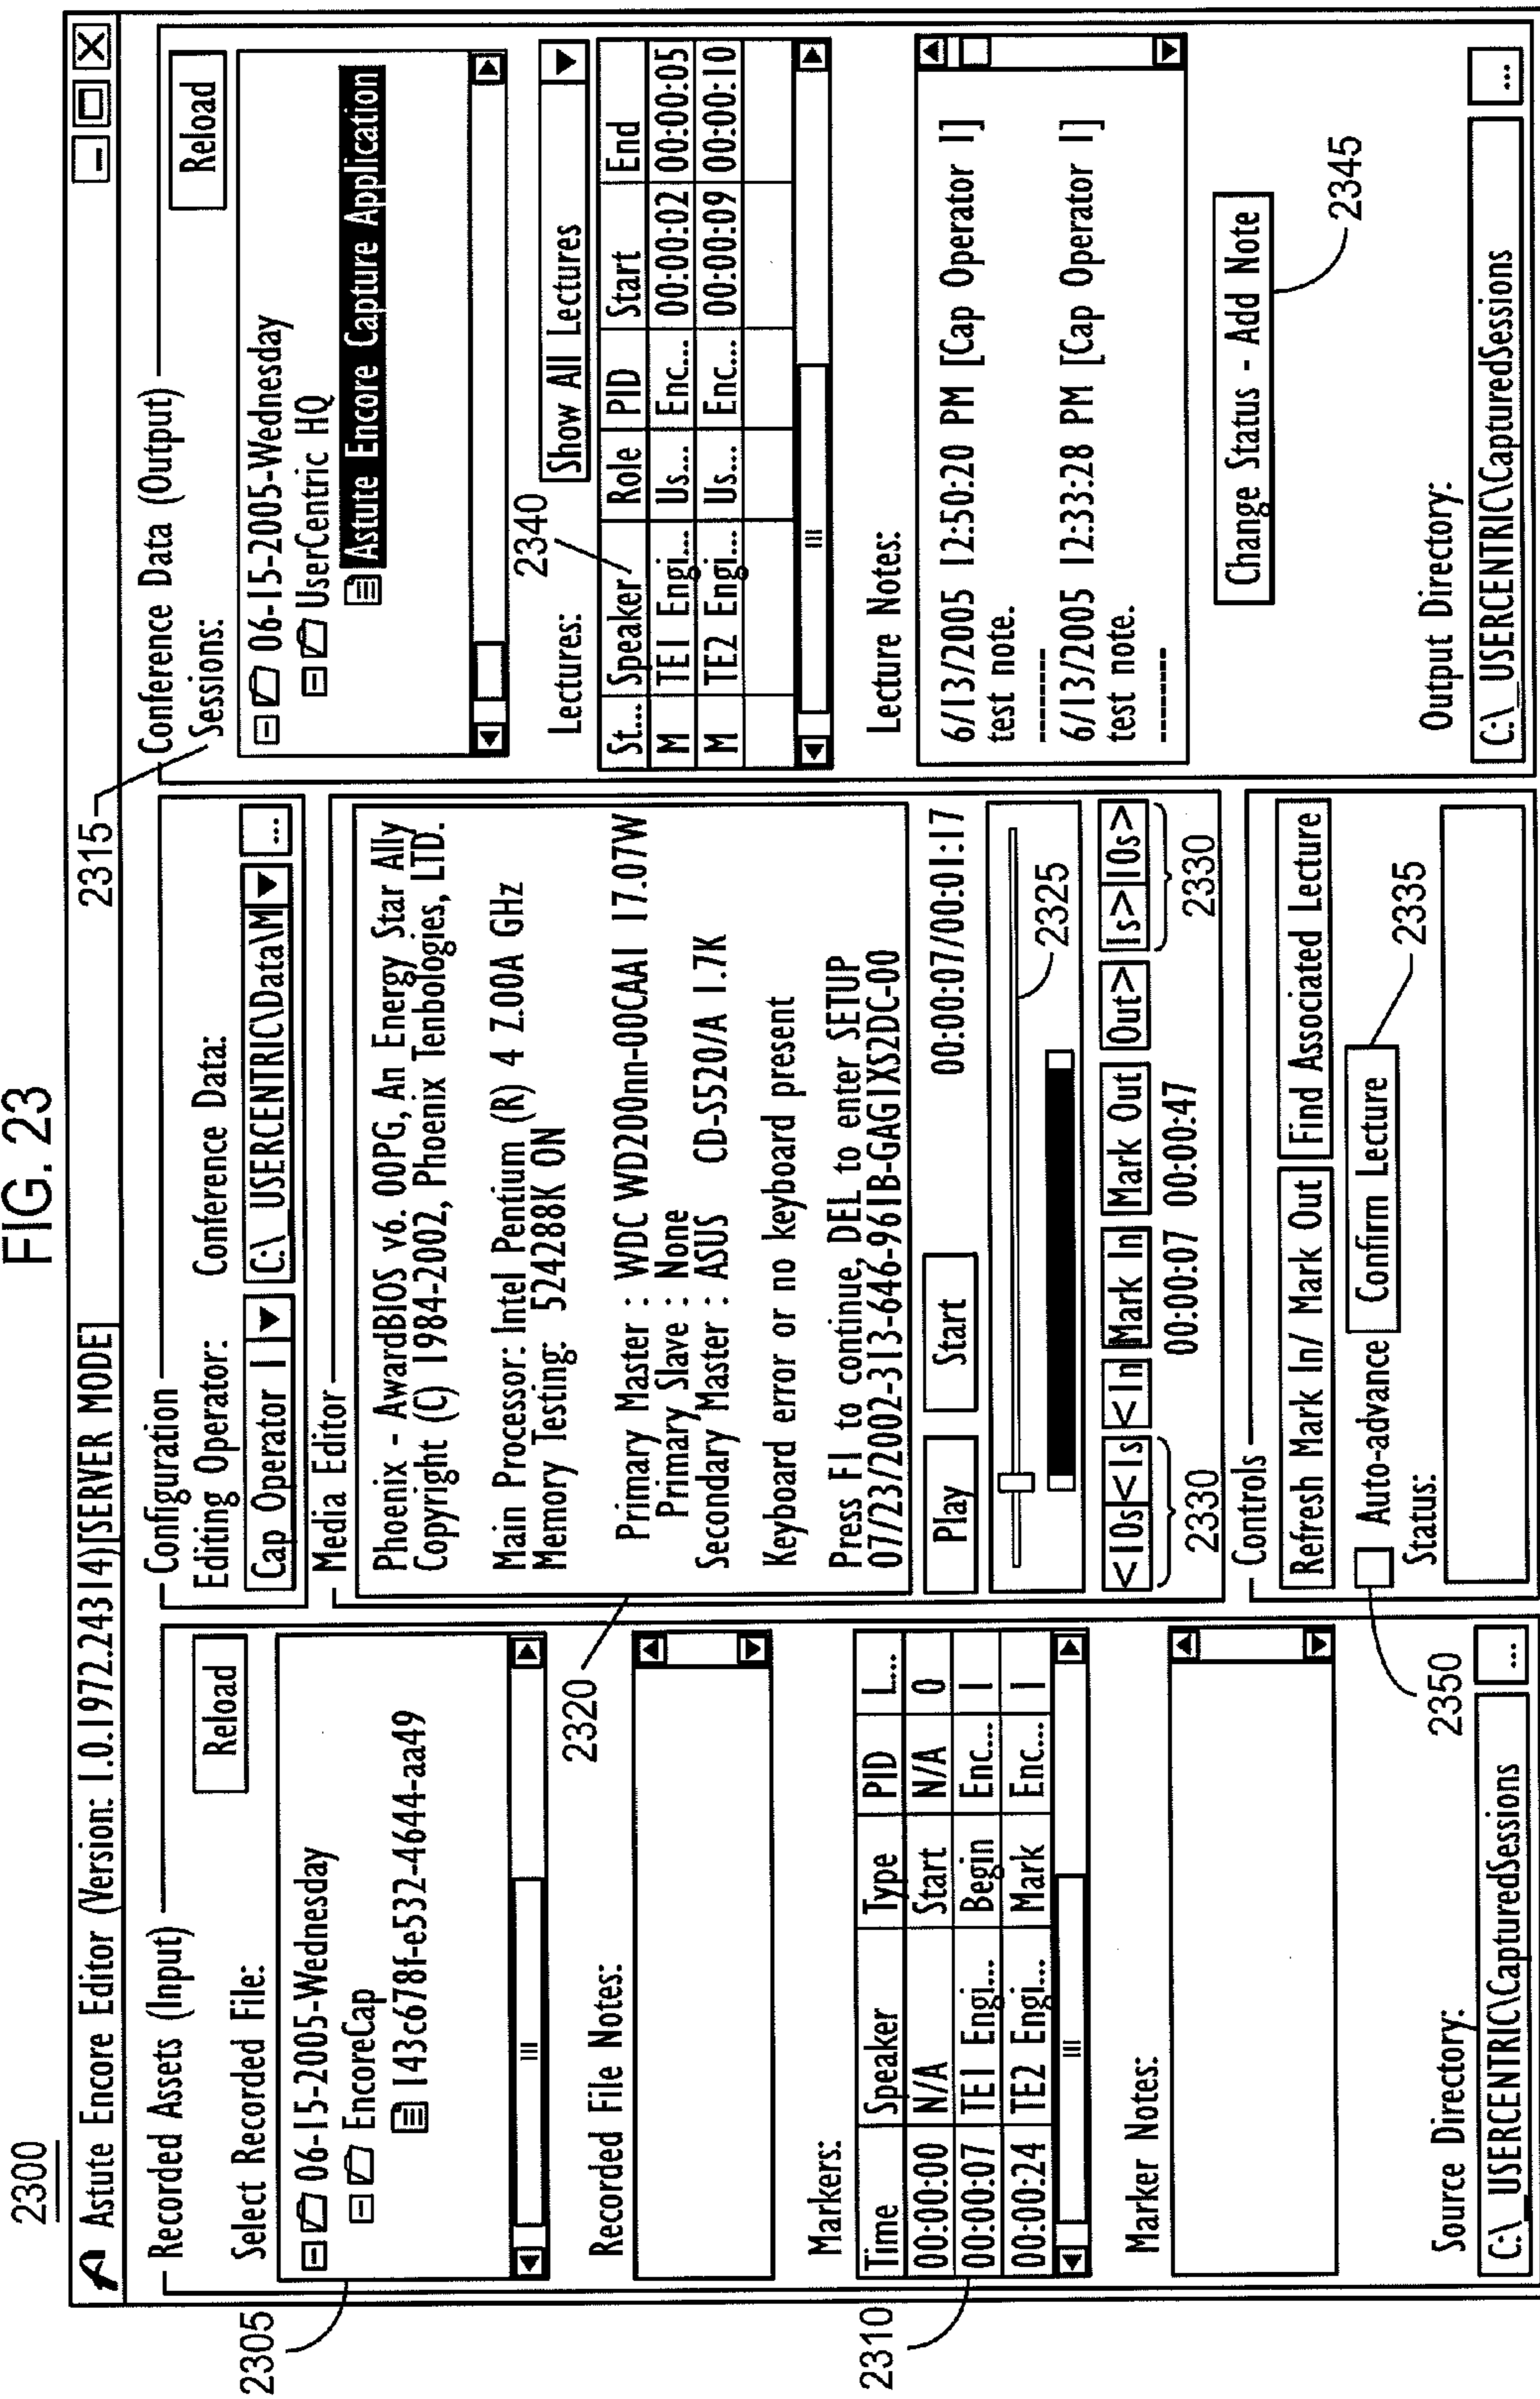 FIG. 23
2300
Astute Encore Editor (Version: 1.0.1972.24314)[SERVER MODE]
Recorded Assets (Input)
Reload
Select Recorded File:
06-15-2005-Wednesday
EncoreCap
143c678f-e532-4644-aa49
2305
Recorded File Notes:
Markers:
Time Speaker Type PID L...
00:00:00 N/A Start N/A 0
00:00:07 TE1 Engi... Begin Enc... 1
00:00:24 TE2 Engi... Mark Enc... 1
2310
Marker Notes:
Source Directory:
C:\_USERCENTRIC\CapturedSessions ...
2350
Configuration
Editing Operator: Conference Data:
Cap Operator 1 C:\_USERCENTRIC\Data\M ...
Media Editor
2320
Phoenix - AwardBIOS v6. 00PG, An Energy Star Ally
Copyright (C) 1984-2002, Phoenix Tenbologies, LTD.
Main Processor: Intel Pentium (R) 4 Z.00A GHz
Memory Testing: 524288K ON
Primary Master : WDC WD200nn-00CAA1 17.07W
Primary Slave : None
Secondary Master : ASUS CD-S520/A 1.7K
Keyboard error or no keyboard present
Press F1 to continue, DEL to enter SETUP
07/23/2002-313-646-961B-GAG1XS2DC-00
Play Start 00:00:07/00:01:17
2325
<10s <1s <In Mark In Mark Out Out> 1s> 10s>
2330 00:00:07 00:00:47 2330
Controls
Refresh Mark In/ Mark Out Find Associated Lecture
Auto-advance Confirm Lecture
2335
Status:
2315
Conference Data (Output)
Sessions:
Reload
06-15-2005-Wednesday
UserCentric HQ
Astute Encore Capture Application
2340
Lectures: Show All Lectures
St... Speaker Role PID Start End
M TE1 Engi... Us... Enc... 00:00:02 00:00:05
M TE2 Engi... Us... Enc... 00:00:09 00:00:10
Lecture Notes:
6/13/2005 12:50:20 PM [Cap Operator 1]
test note.
--------
6/13/2005 12:33:28 PM [Cap Operator 1]
test note.
--------
Change Status - Add Note
2345
Output Directory:
C:\_USERCENTRIC\CapturedSessions ...